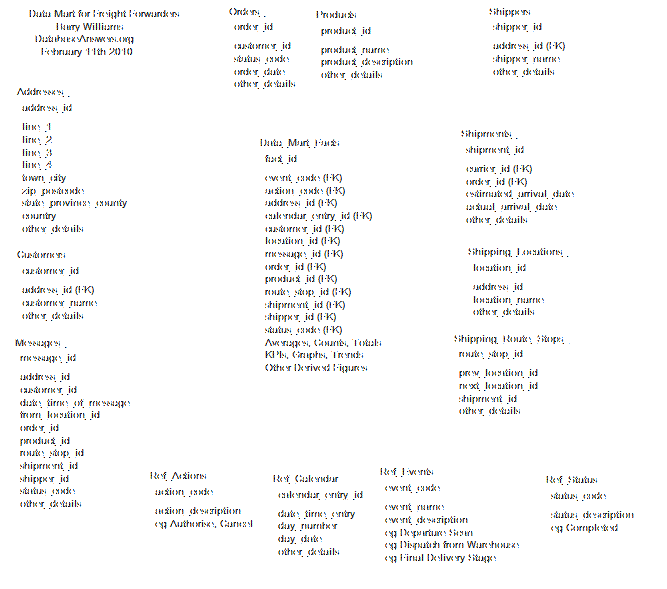 Data Mart for Freight Forwarders
Barry Williams
DatabaseAnswers.org
February 11th 2010
Orders
order_id
customer_id
status_code
order_date
other_details
Products
product_id
product_name
product_description
other_details
Shippers
shipper_id
address_id (FK)
shipper_name
other_details
Addresses
address_id
line_1
line_2
line_3
line_4
town_city
zip_postcode
state_province_county
country
other_details
Data_Mart_Facts
fact_id
event_code (FK)
action_code (FK)
address_id (FK)
calendar_entry_id (FK)
customer_id (FK)
location_id (FK)
message_id (FK)
order_id (FK)
product_id (FK)
route_stop_id (FK)
shipment_id (FK)
shipper_id (FK)
status_code (FK)
Averages, Counts, Totals
KPIs, Graphs, Trends
Other Derived Figures
Shipments
shipment_id
carrier_id (FK)
order_id (FK)
estimated_arrival_date
actual_arrival_date
other_details
Customers
customer_id
address_id (FK)
customer_name
other_details
Shipping_Locations
location_id
address_id
location_name
other_details
Messages
message_id
address_id
customer_id
date_time_of_message
from_location_id
order_id
product_id
route_stop_id
shipment_id
shipper_id
status_code
other_details
Shipping_Route_Stops
route_stop_id
prev_location_id
next_location_id
shipment_id
other_details
Ref_Actions
action_code
action_description
eg Authorise, Cancel
Ref_Calendar
calendar_entry_id
date_time_entry
day_number
day_date
other_details
Ref_Events
event_code
event_name
event_description
eg Departure Scan
eg Dispatch from Warehouse
eg Final Delivery Stage
Ref_Status
status_code
status_description
eg Completed